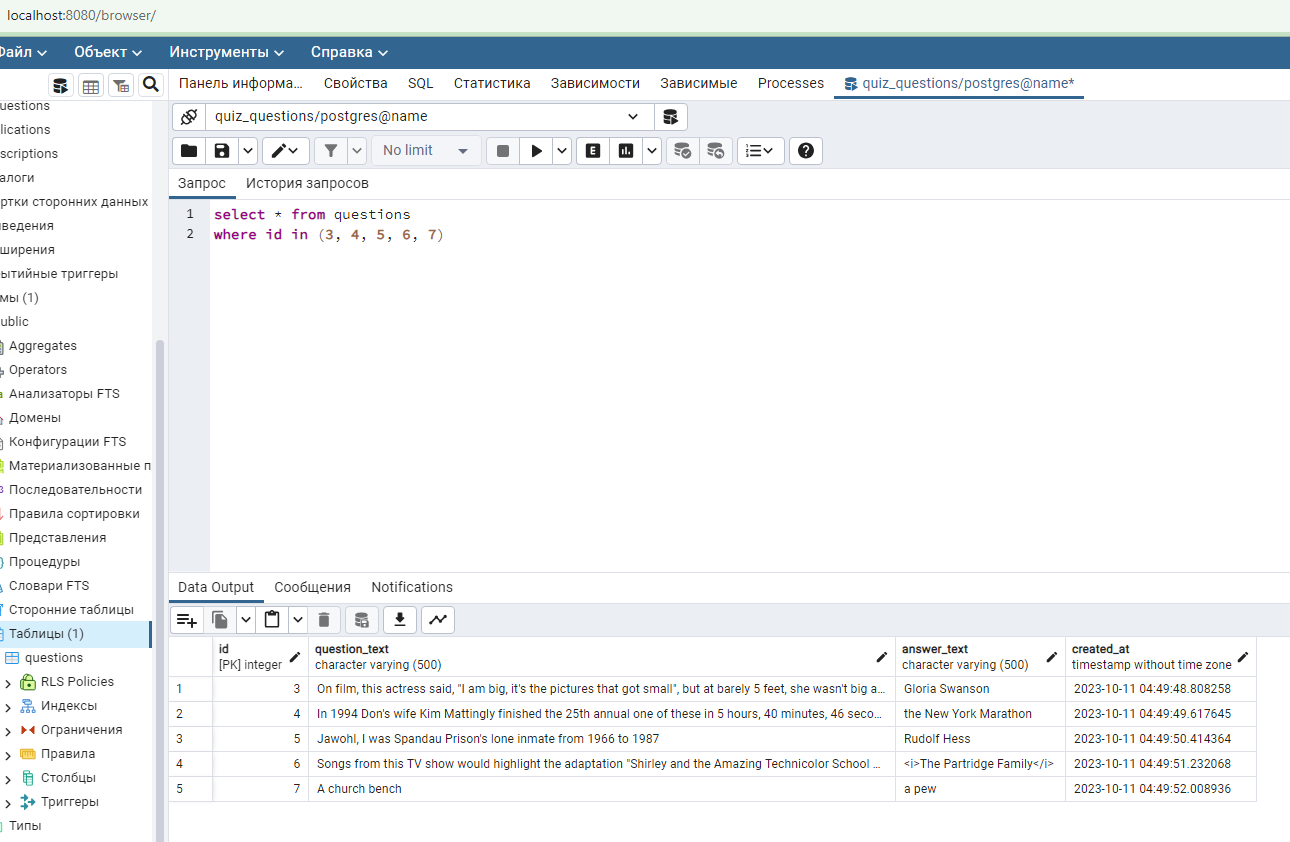 localhost:8080/browser/
Файл Объект Инструменты Справка
Панель информа... Свойства SQL Статистика Зависимости Зависимые Processes quiz_questions/postgres@name*
quiz_questions/postgres@name
No limit
Запрос История запросов
1 select * from questions
2 where id in (3, 4, 5, 6, 7)
uestions
lications
scriptions
алоги
ртки сторонних данных
ведения
ширения
ытийные триггеры
мы (1)
ublic
Aggregates
Operators
Анализаторы FTS
Домены
Конфигурации FTS
Материализованные п
Последовательности
Правила сортировки
Представления
Процедуры
Словари FTS
Сторонние таблицы
Таблицы (1)
questions
RLS Policies
Индексы
Ограничения
Правила
Столбцы
Триггеры
Типы
Data Output Сообщения Notifications
id question_text answer_text created_at
[PK] integer character varying (500) character varying (500) timestamp without time zone
1 3 On film, this actress said, "I am big, it's the pictures that got small", but at barely 5 feet, she wasn't big a... Gloria Swanson 2023-10-11 04:49:48.808258
2 4 In 1994 Don's wife Kim Mattingly finished the 25th annual one of these in 5 hours, 40 minutes, 46 seco... the New York Marathon 2023-10-11 04:49:49.617645
3 5 Jawohl, I was Spandau Prison's lone inmate from 1966 to 1987 Rudolf Hess 2023-10-11 04:49:50.414364
4 6 Songs from this TV show would highlight the adaptation "Shirley and the Amazing Technicolor School ... <i>The Partridge Family</i> 2023-10-11 04:49:51.232068
5 7 A church bench a pew 2023-10-11 04:49:52.008936